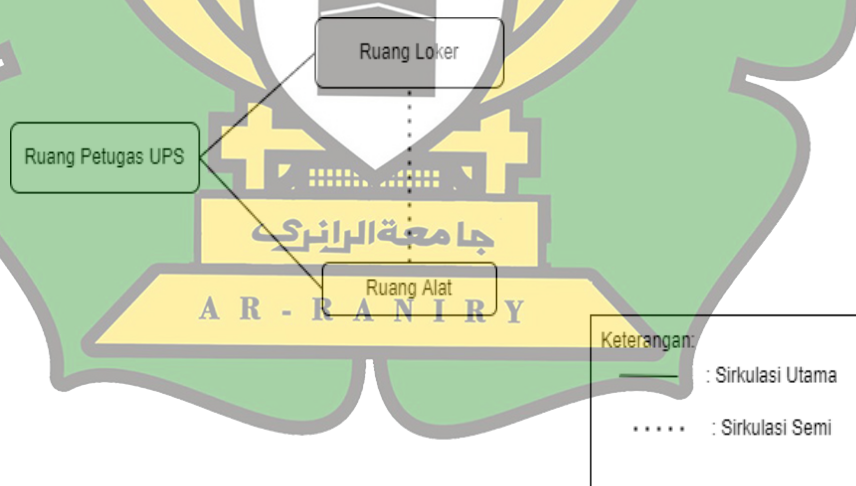 Ruang Loker
Ruang Petugas UPS
جامعةالرانري
Ruang Alat
AR-RANIRY
Keterangan:
: Sirkulasi Utama
: Sirkulasi Semi